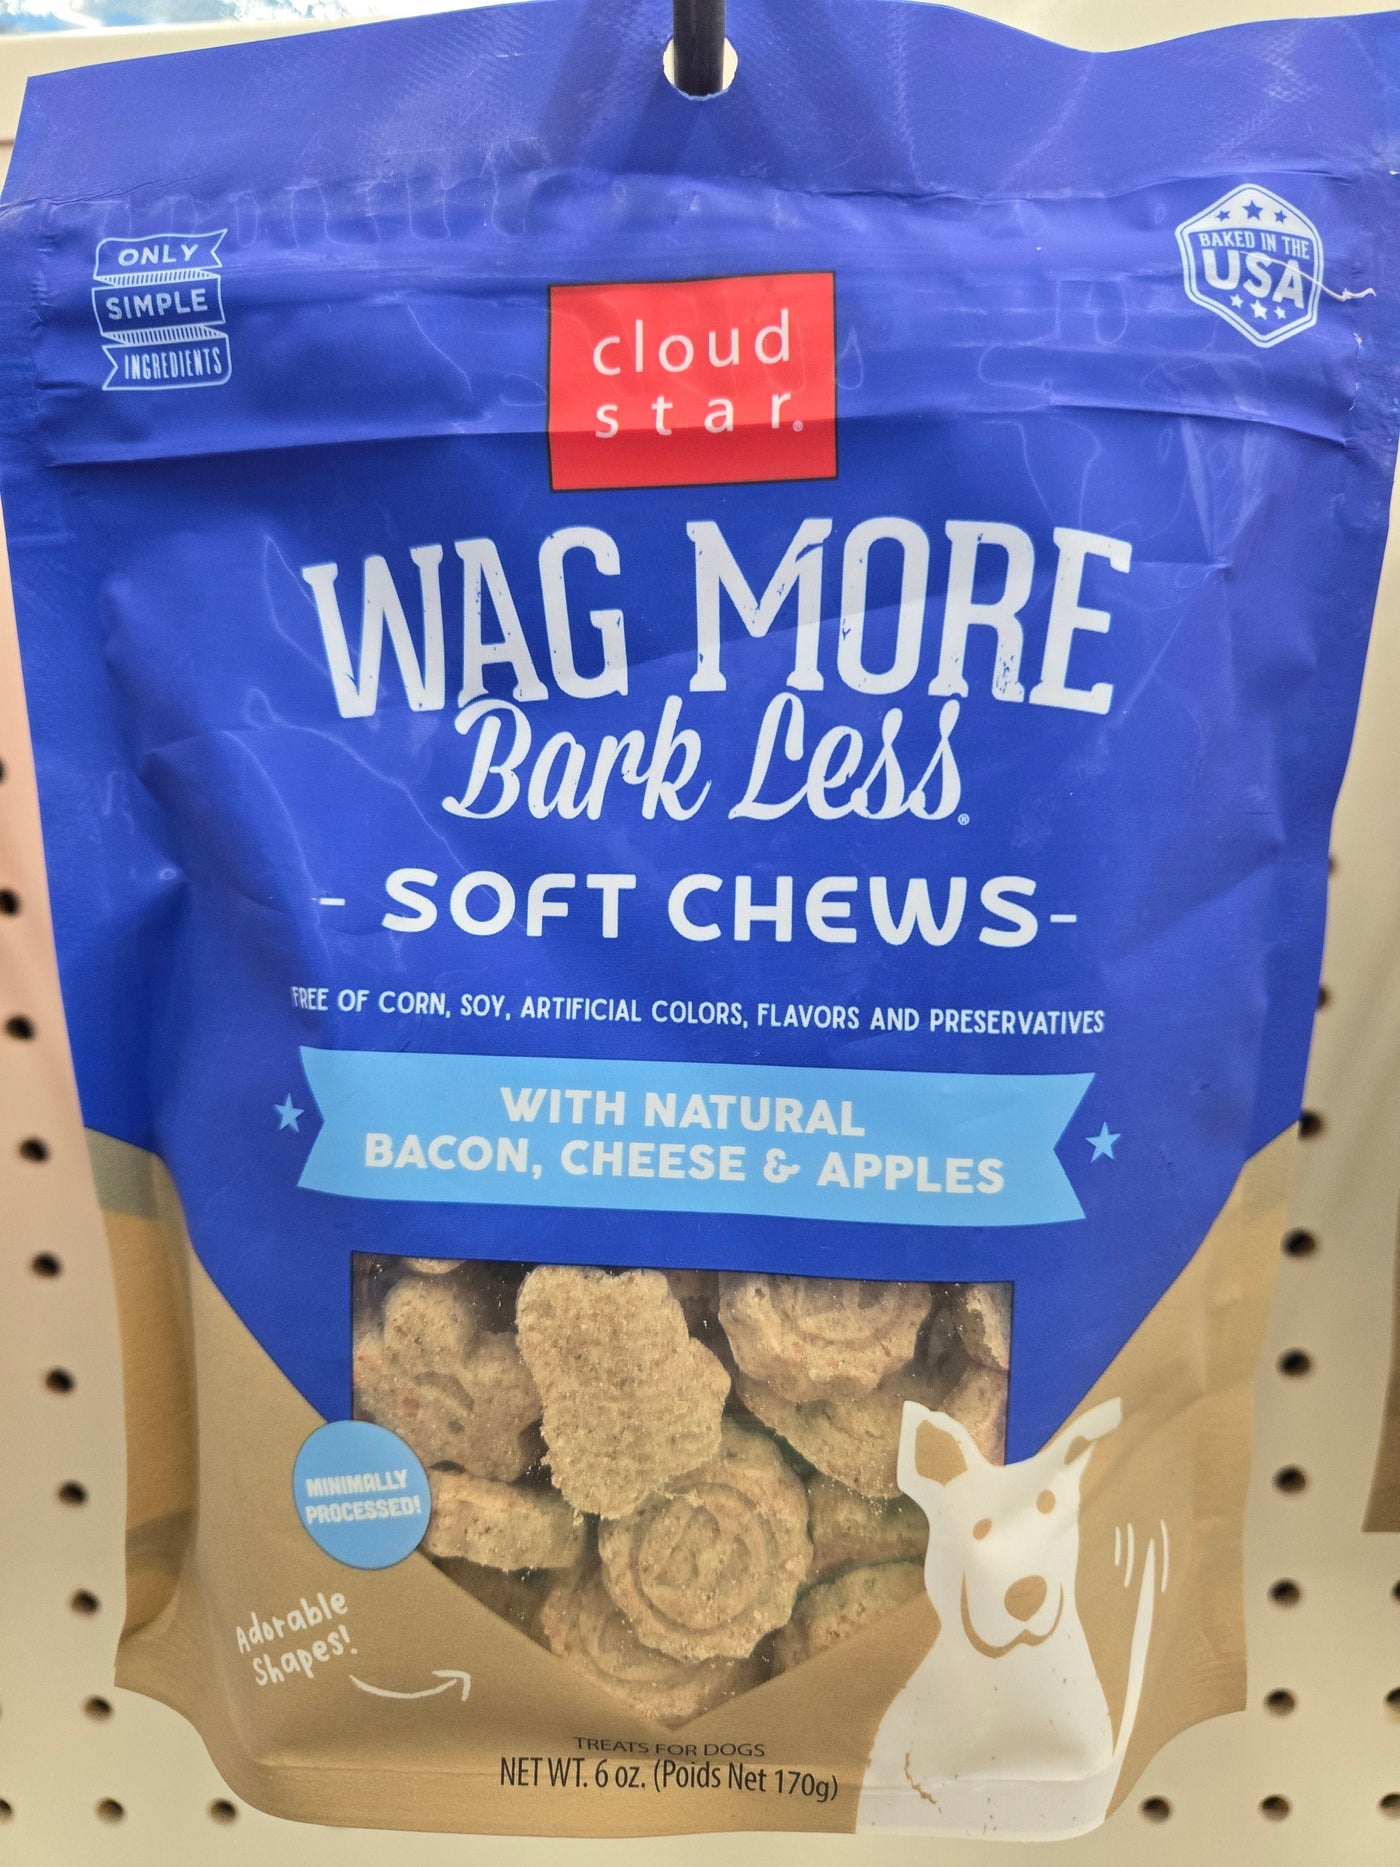 ONLY
SIMPLE
INGREDIENTS
BAKED IN THE
USA
cloud
star®
WAG MORE
Bark Less®
- SOFT CHEWS-
FREE OF CORN, SOY, ARTIFICIAL COLORS, FLAVORS AND PRESERVATIVES
WITH NATURAL
BACON, CHEESE & APPLES
MINIMALLY
PROCESSED!
Adorable
Shapes!
TREATS FOR DOGS
NET WT. 6 oz. (Poids Net 170g)